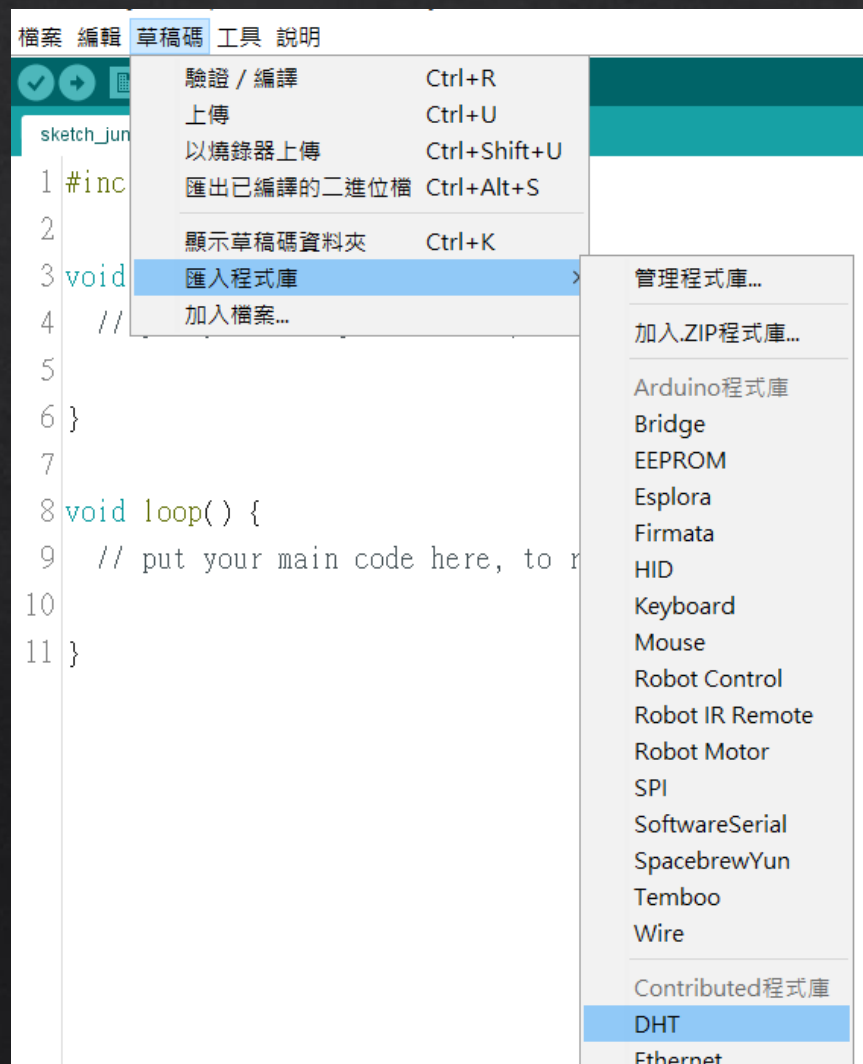 檔案 編輯 草稿碼 工具 說明
驗證 / 編譯 Ctrl+R
上傳 Ctrl+U
以燒錄器上傳 Ctrl+Shift+U
匯出已編譯的二進位檔 Ctrl+Alt+S
顯示草稿碼資料夾 Ctrl+K
匯入程式庫
加入檔案...
sketch_jun
1 #inc
2
3 void
4 //
5
6 }
7
8 void loop() {
9 // put your main code here, to r
10
11 }
管理程式庫...
加入.ZIP程式庫...
Arduino程式庫
Bridge
EEPROM
Esplora
Firmata
HID
Keyboard
Mouse
Robot Control
Robot IR Remote
Robot Motor
SPI
SoftwareSerial
SpacebrewYun
Temboo
Wire
Contributed程式庫
DHT
Ethernet